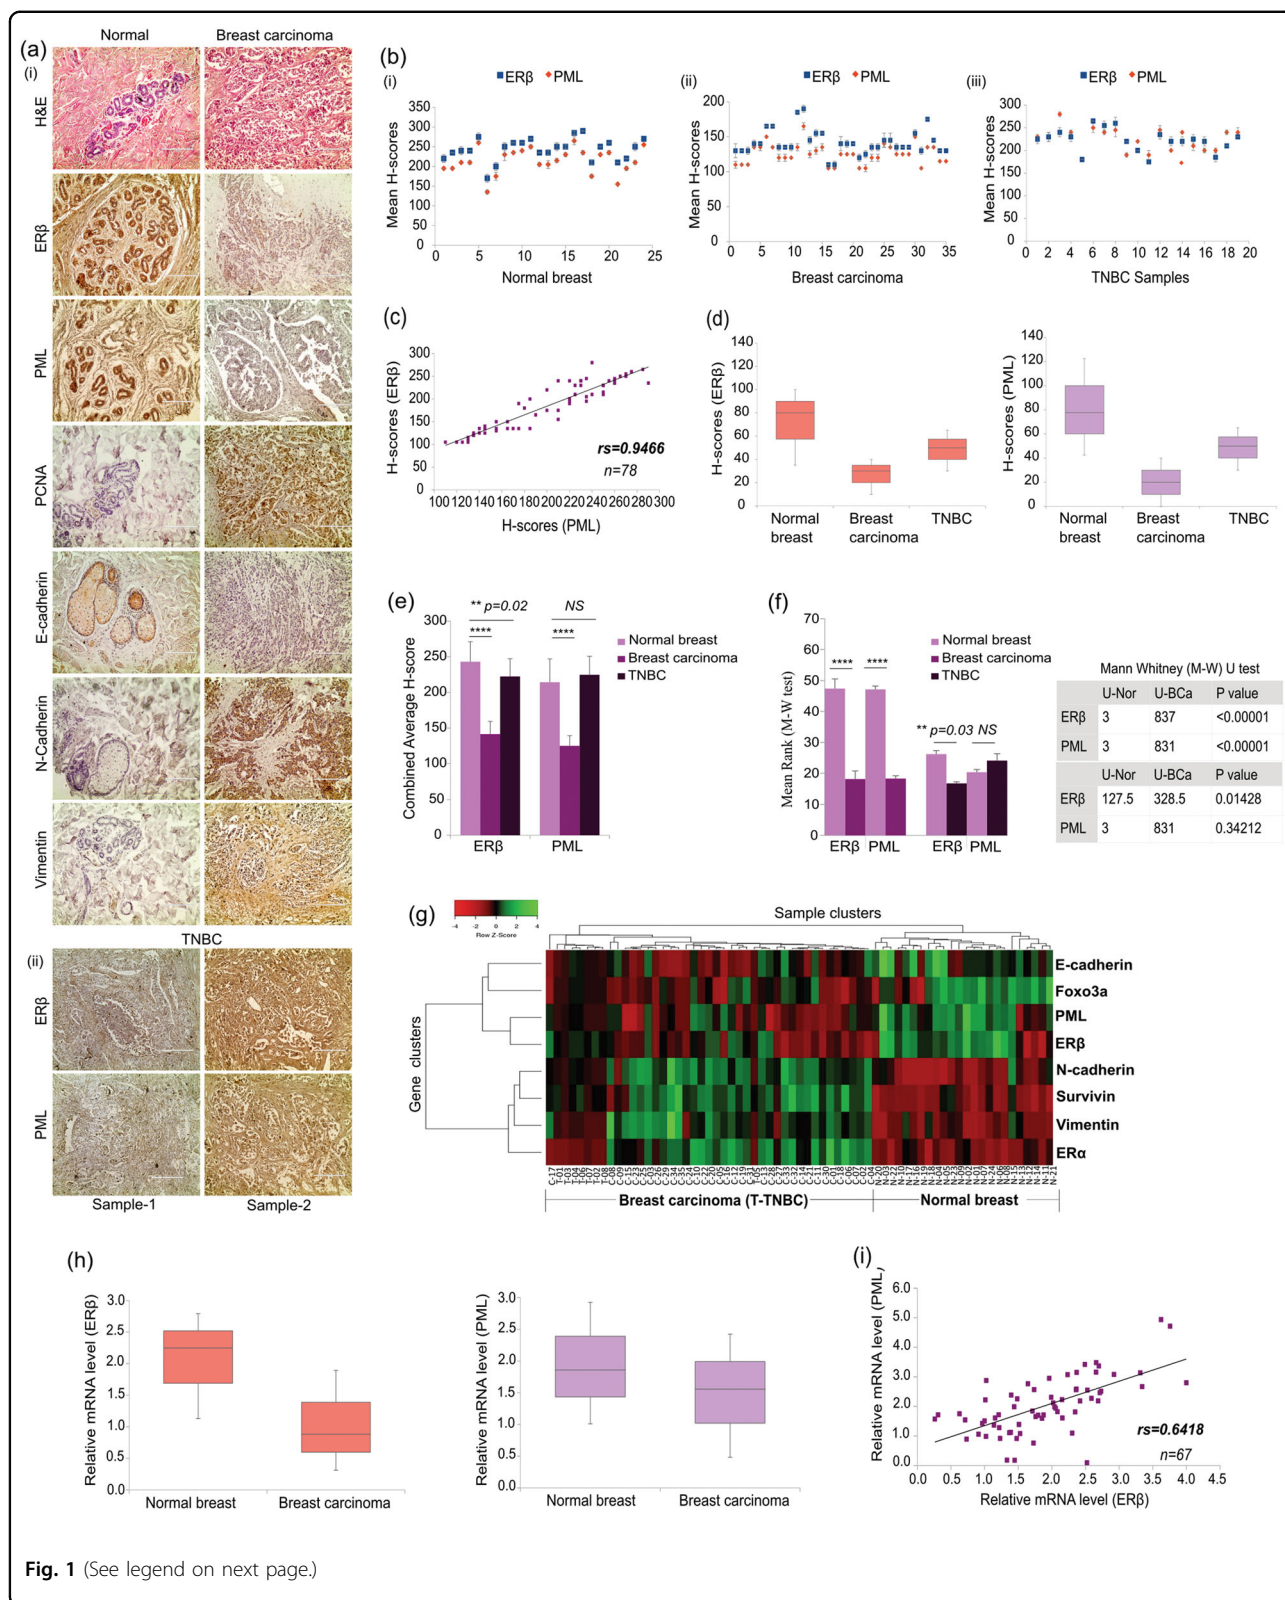 (a)
Normal
Breast carcinoma
(i)
H&E
ERβ
PML
PCNA
E-cadherin
N-Cadherin
Vimentin
TNBC
(ii)
ERβ
PML
Sample-1
Sample-2
(b)
(i)
ERβ PML
Mean H-scores
350
300
250
200
150
100
50
0
0 5 10 15 20 25
Normal breast
(ii)
ERβ PML
Mean H-scores
200
150
100
50
0
0 5 10 15 20 25 30 35
Breast carcinoma
(iii)
ERβ PML
Mean H-scores
300
250
200
150
100
50
0
0 2 4 6 8 10 12 14 16 18 20
TNBC Samples
(c)
H-scores (ERβ)
300
250
200
150
100
50
0
100 120 140 160 180 200 220 240 260 280 290
H-scores (PML)
rs=0.9466
n=78
(d)
H-scores (ERβ)
140
120
100
80
60
40
20
0
Normal breast
Breast carcinoma
TNBC
H-scores (PML)
140
120
100
80
60
40
20
0
Normal breast
Breast carcinoma
TNBC
(e)
Combined Average H-score
300
250
200
150
100
50
0
** p=0.02
****
NS
****
ERβ
PML
Normal breast
Breast carcinoma
TNBC
(f)
Mean Rank (M-W test)
70
60
50
40
30
20
10
0
****
****
** p=0.03 NS
ERβ PML ERβ PML
Normal breast
Breast carcinoma
TNBC
Mann Whitney (M-W) U test
U-Nor U-BCa P value
ERβ 3 837 <0.00001
PML 3 831 <0.00001
U-Nor U-BCa P value
ERβ 127.5 328.5 0.01428
PML 3 831 0.34212
(g)
-4 -2 0 2 4
Row Z-Score
Sample clusters
Gene clusters
E-cadherin
Foxo3a
PML
ERβ
N-cadherin
Survivin
Vimentin
ERα
Breast carcinoma (T-TNBC)
Normal breast
(h)
Relative mRNA level (ERβ)
3.0
2.5
2.0
1.5
1.0
0.5
0.0
Normal breast
Breast carcinoma
Relative mRNA level (PML)
3.0
2.5
2.0
1.5
1.0
0.5
0.0
Normal breast
Breast carcinoma
(i)
Relative mRNA level (PML)
6.0
5.0
4.0
3.0
2.0
1.0
0.0
0.0 0.5 1.0 1.5 2.0 2.5 3.0 3.5 4.0 4.5
Relative mRNA level (ERβ)
rs=0.6418
n=67
Fig. 1 (See legend on next page.)